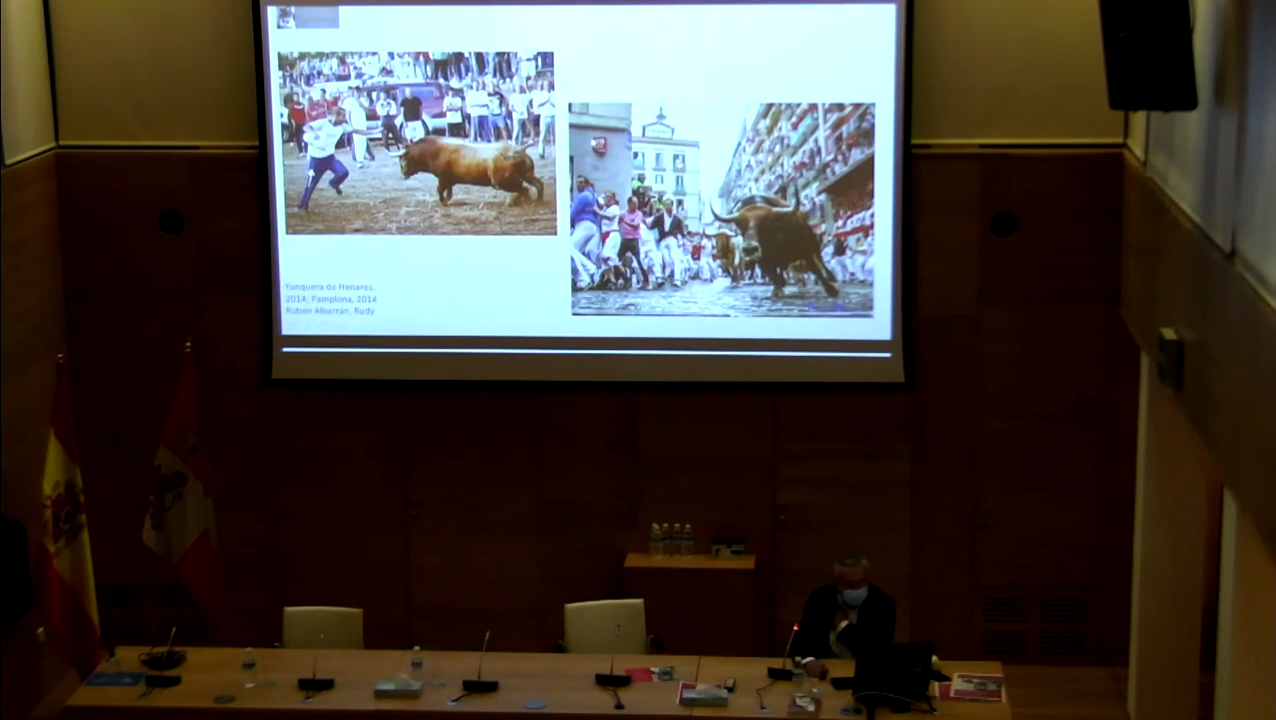 Yunquera de Henares.
2014; Pamplona, 2014
Rubén Albarrán, Rudy